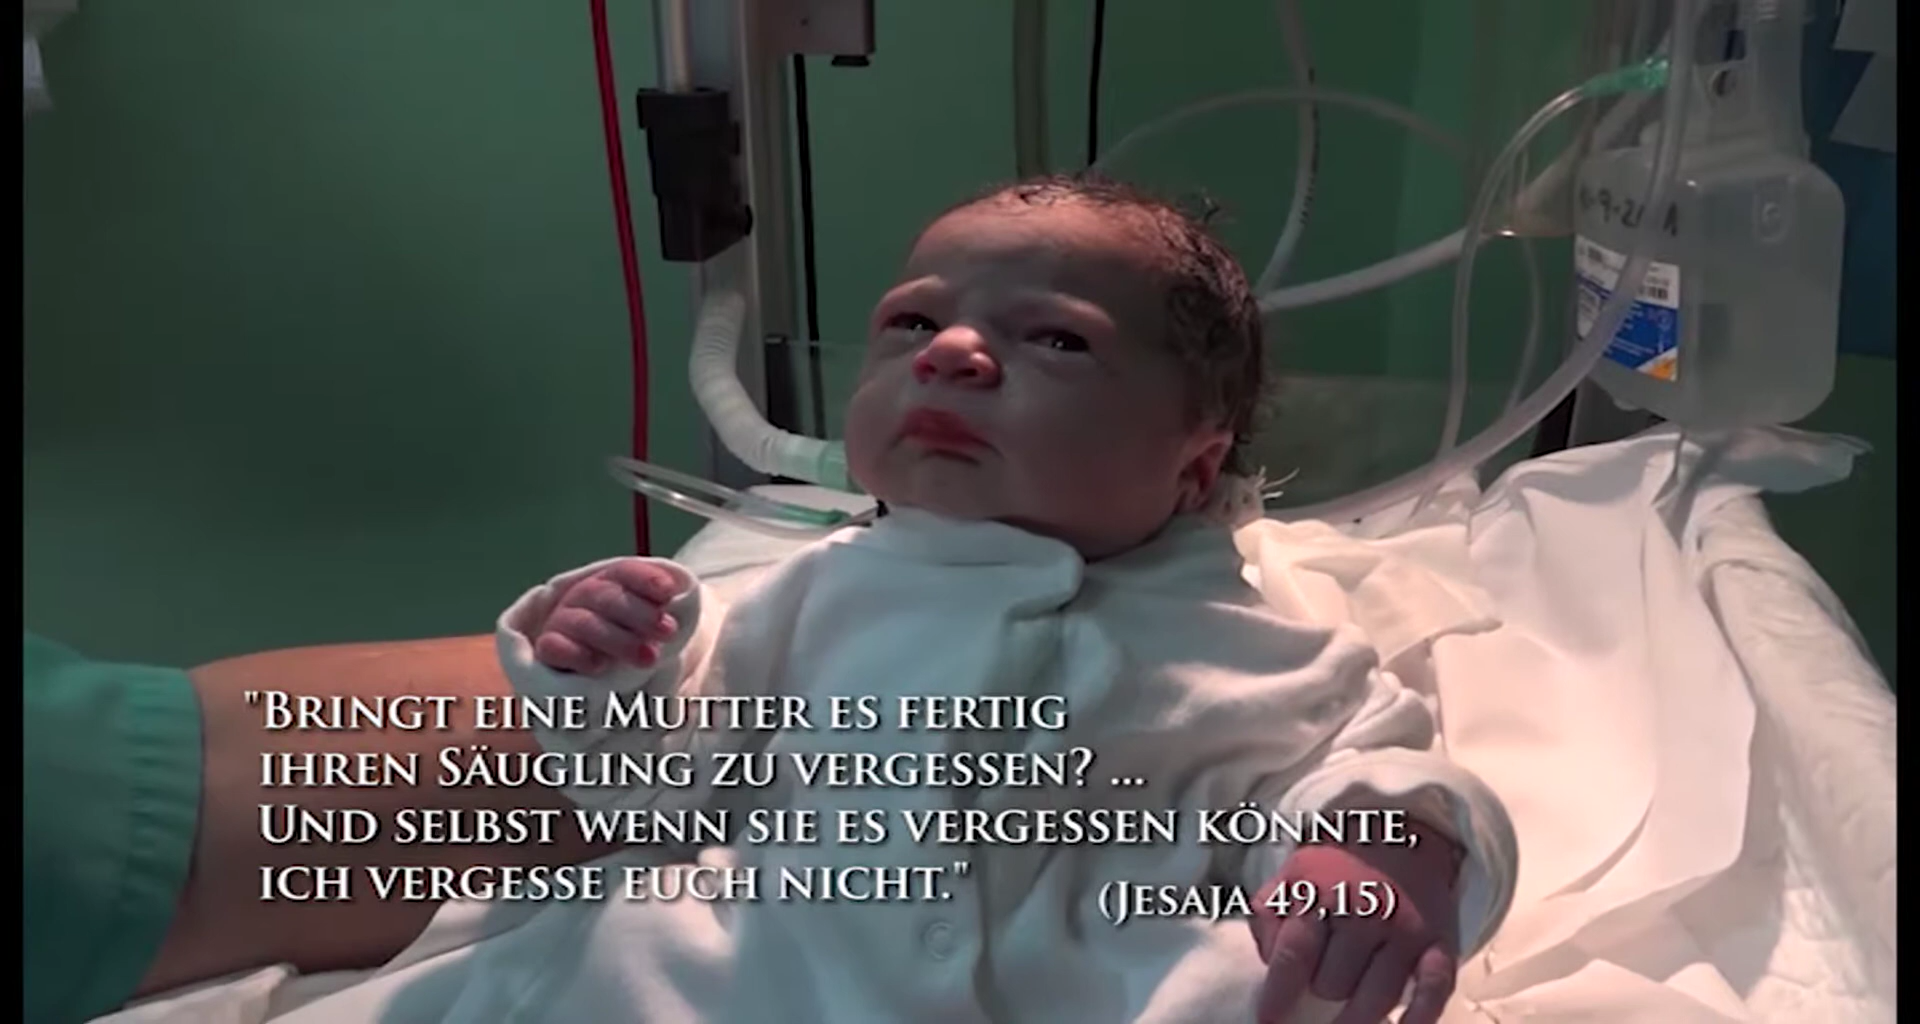 "Bringt eine Mutter es fertig
ihren Säugling zu vergessen? ...
Und selbst wenn sie es vergessen könnte,
ich vergesse euch nicht."
(Jesaja 49,15)